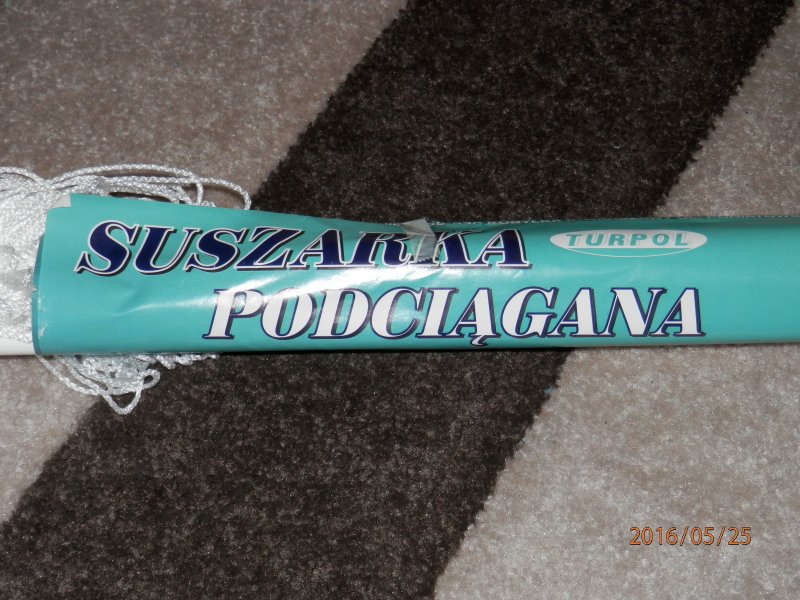 SUSZARKA TURPOL
PODCIĄGANA
2016/05/25